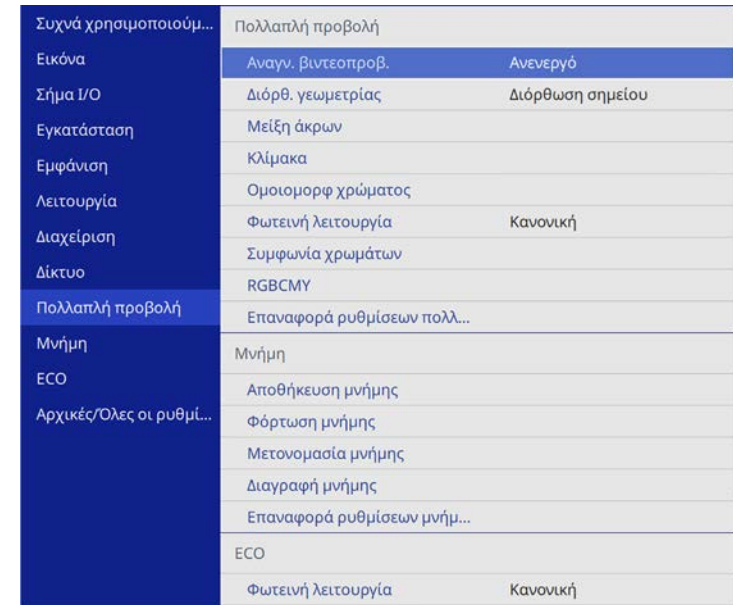 Συχνά χρησιμοποιούμ...
Εικόνα
Σήμα I/O
Εγκατάσταση
Εμφάνιση
Λειτουργία
Διαχείριση
Δίκτυο
Πολλαπλή προβολή
Μνήμη
ECO
Αρχικές/Όλες οι ρυθμί...
Πολλαπλή προβολή
Αναγν. βιντεοπροβ. Ανενεργό
Διόρθ. γεωμετρίας Διόρθωση σημείου
Μείξη άκρων
Κλίμακα
Ομοιομορφ χρώματος
Φωτεινή λειτουργία Κανονική
Συμφωνία χρωμάτων
RGBCMY
Επαναφορά ρυθμίσεων πολλ...
Μνήμη
Αποθήκευση μνήμης
Φόρτωση μνήμης
Μετονομασία μνήμης
Διαγραφή μνήμης
Επαναφορά ρυθμίσεων μνήμ...
ECO
Φωτεινή λειτουργία Κανονική